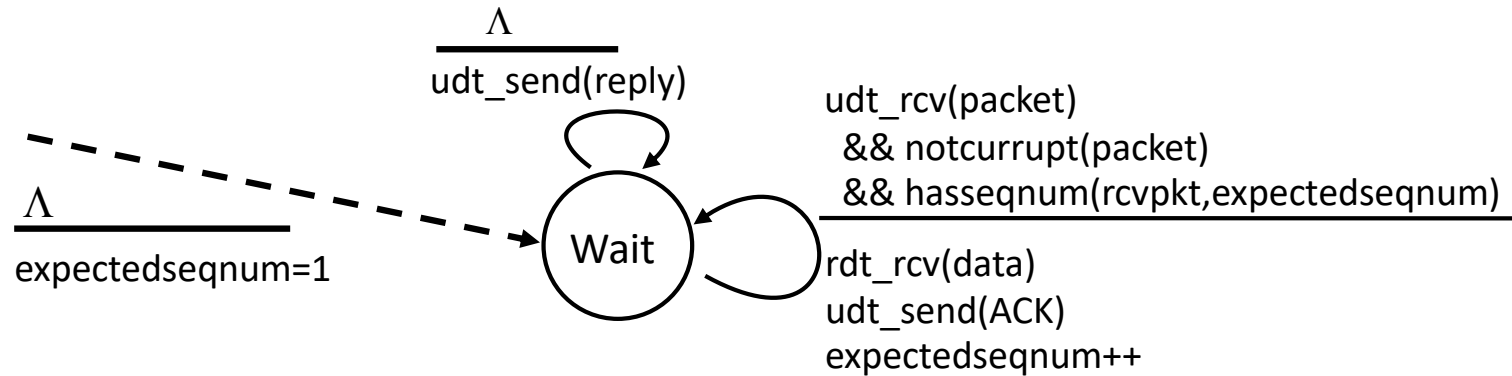 Λ
udt_send(reply)
udt_rcv(packet)
&& notcurrupt(packet)
&& hasseqnum(rcvpkt,expectedseqnum)
Λ
expectedseqnum=1
Wait
rdt_rcv(data)
udt_send(ACK)
expectedseqnum++